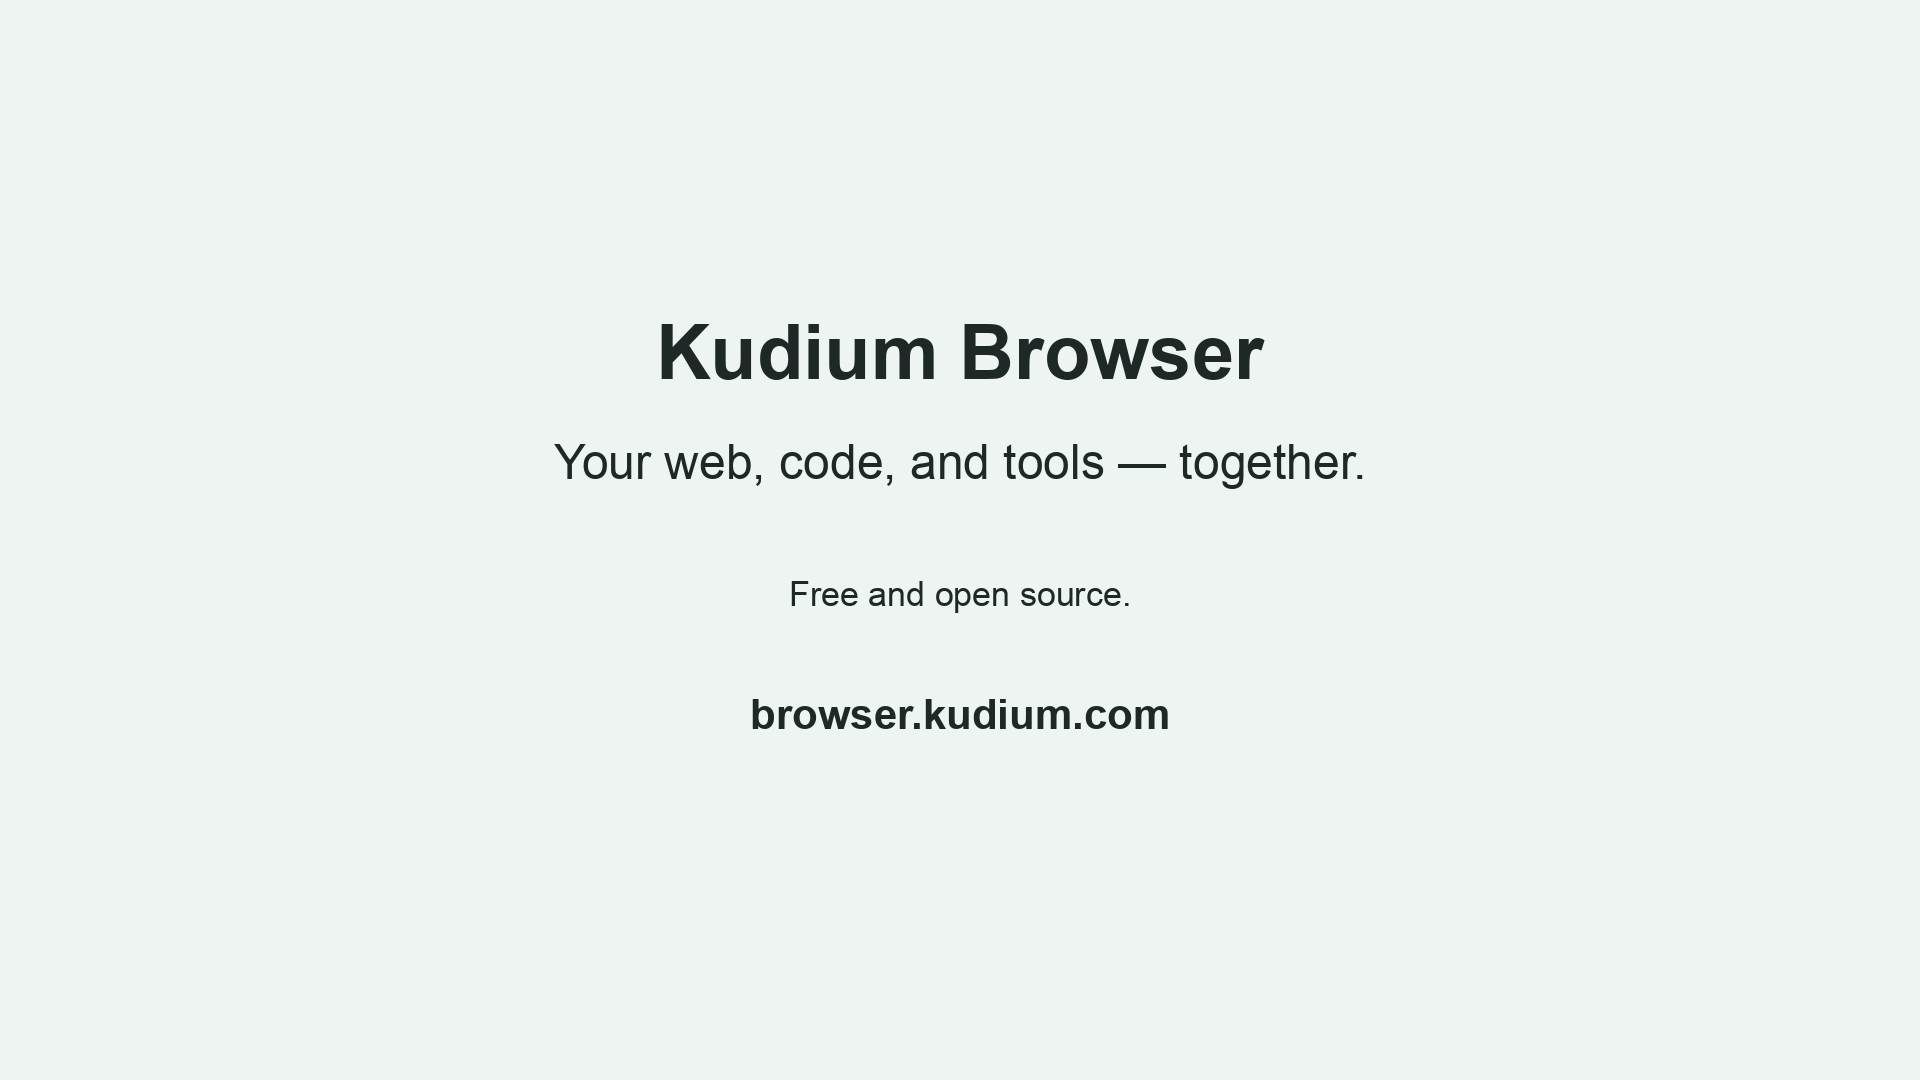 Kudium Browser
Your web, code, and tools — together.
Free and open source.
browser.kudium.com